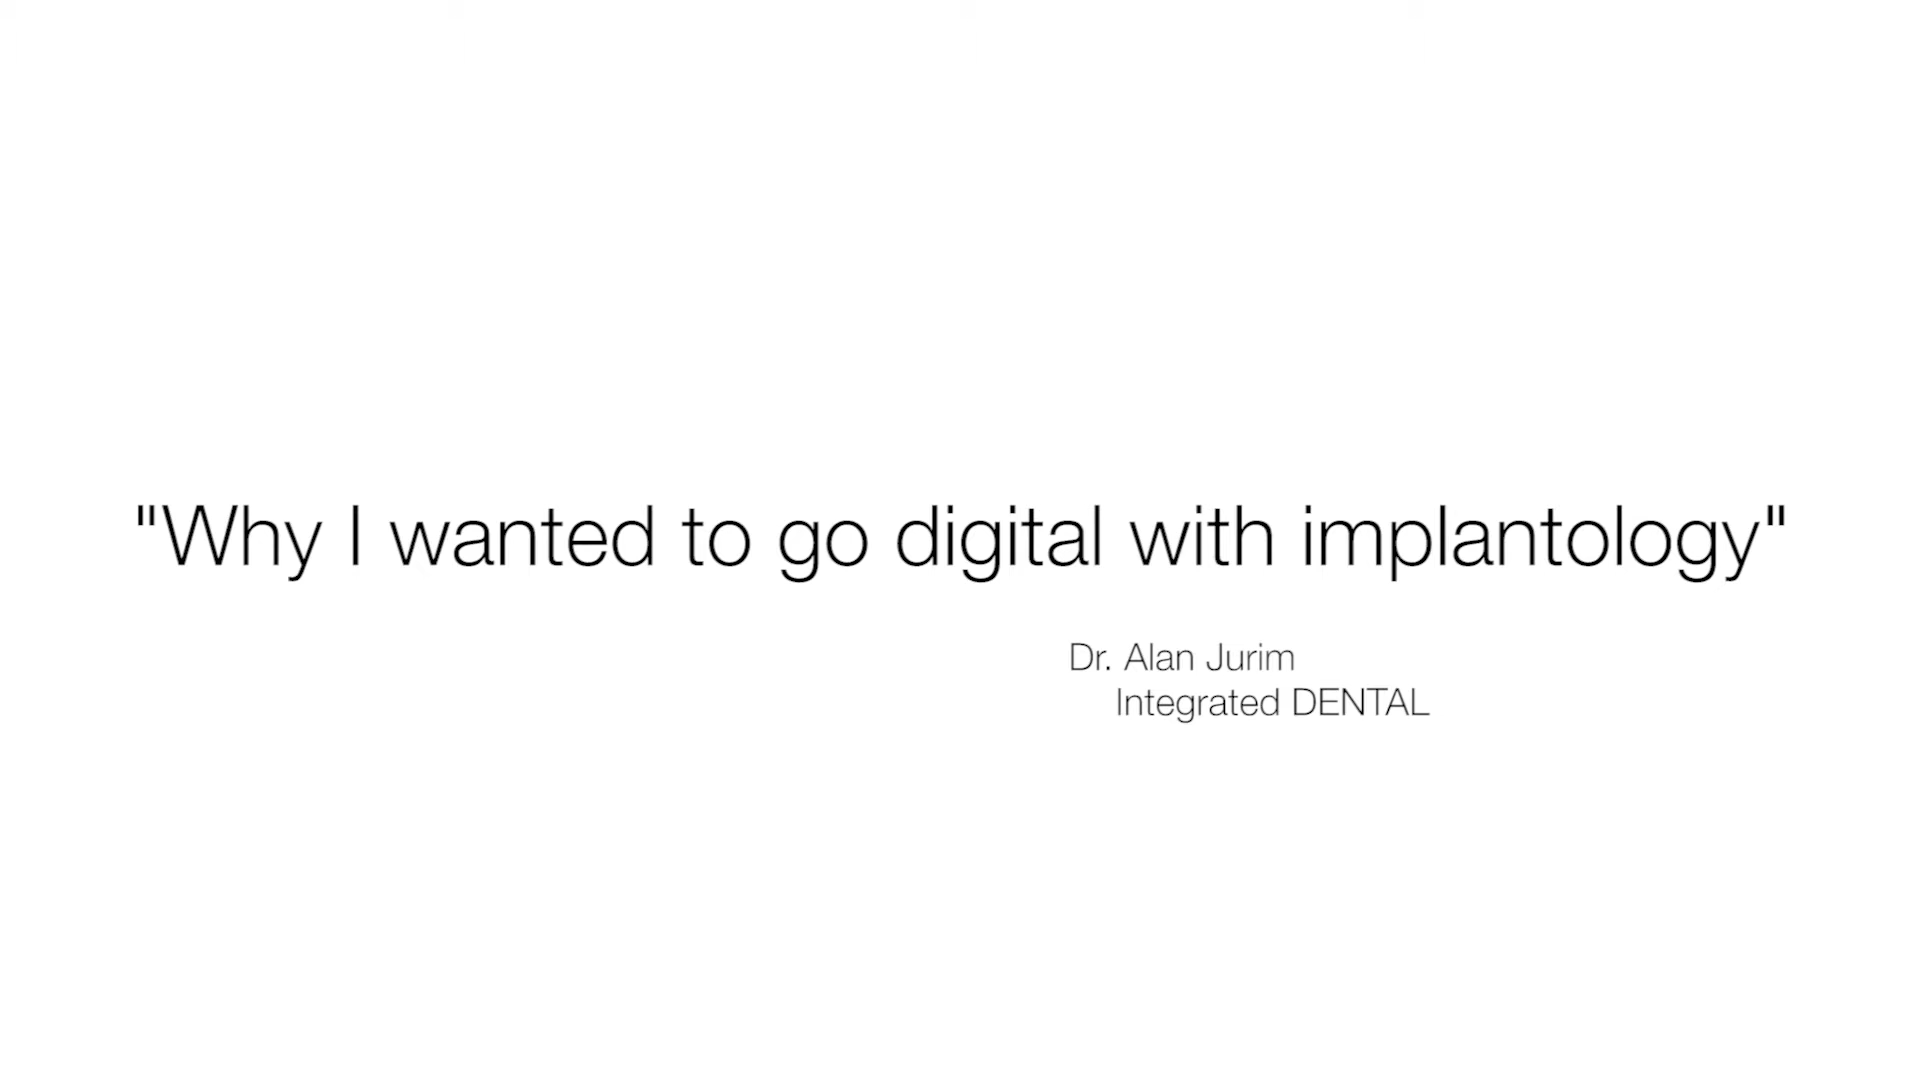 "Why I wanted to go digital with implantology"
Dr. Alan Jurim
Integrated DENTAL